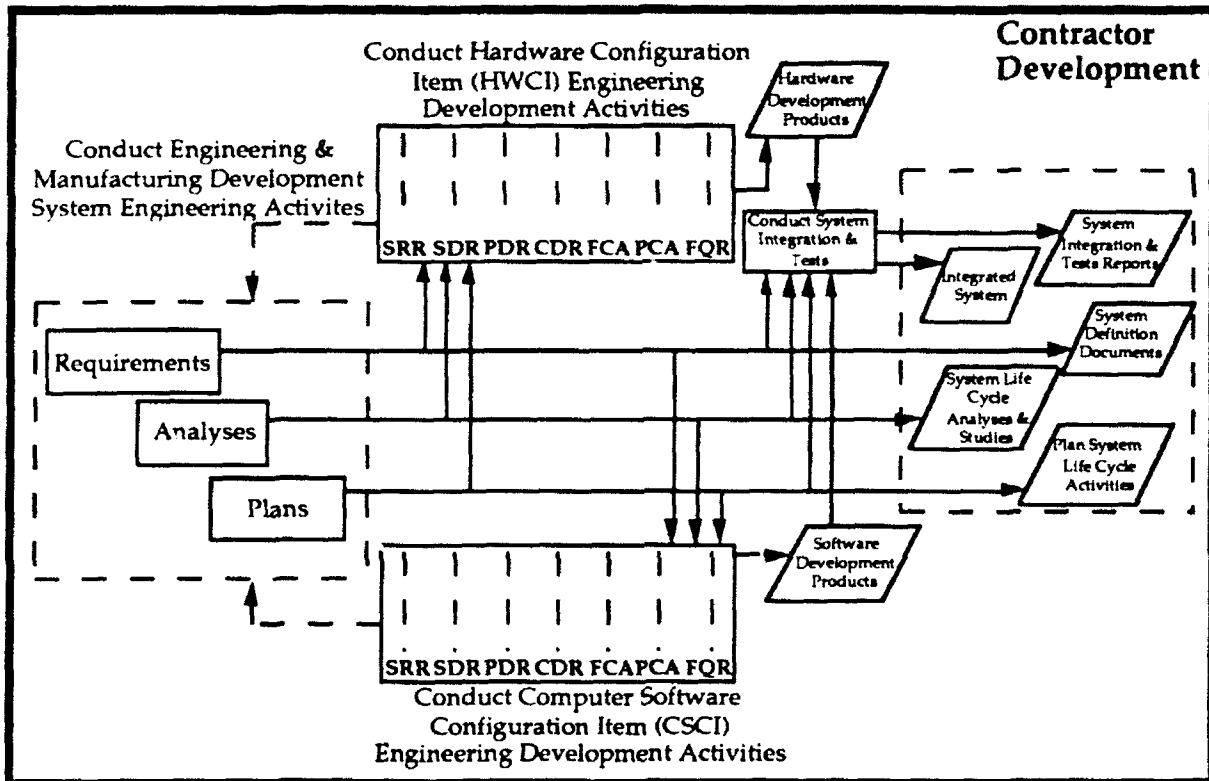 Contractor
Development
Conduct Hardware Configuration
Item (HWCI) Engineering
Development Activities
Hardware
Development
Products
Conduct Engineering &
Manufacturing Development
System Engineering Activites
SRR SDR PDR CDR FCA PCA FQR
Conduct System
Integration &
Tests
System
Integration &
Tests Reports
Integrated
System
Requirements
System
Definition
Documents
Analyses
System Life
Cycle
Analyses &
Studies
Plans
Plan System
Life Cycle
Activities
Software
Development
Products
SRR SDR PDR CDR FCA PCA FQR
Conduct Computer Software
Configuration Item (CSCI)
Engineering Development Activities